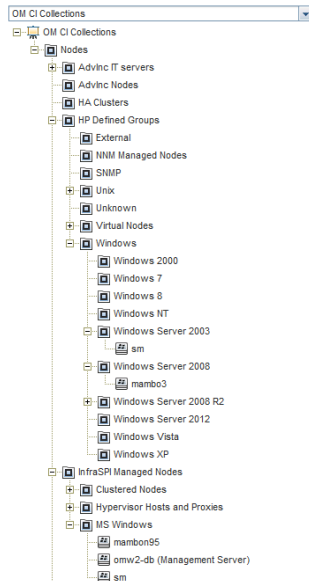 OM CI Collections
OM CI Collections
Nodes
AdvInc IT servers
AdvInc Nodes
HA Clusters
HP Defined Groups
External
NNM Managed Nodes
SNMP
Unix
Unknown
Virtual Nodes
Windows
Windows 2000
Windows 7
Windows 8
Windows NT
Windows Server 2003
sm
Windows Server 2008
mambo3
Windows Server 2008 R2
Windows Server 2012
Windows Vista
Windows XP
InfraSPI Managed Nodes
Clustered Nodes
Hypervisor Hosts and Proxies
MS Windows
mambon95
omw2-db (Management Server)
sm